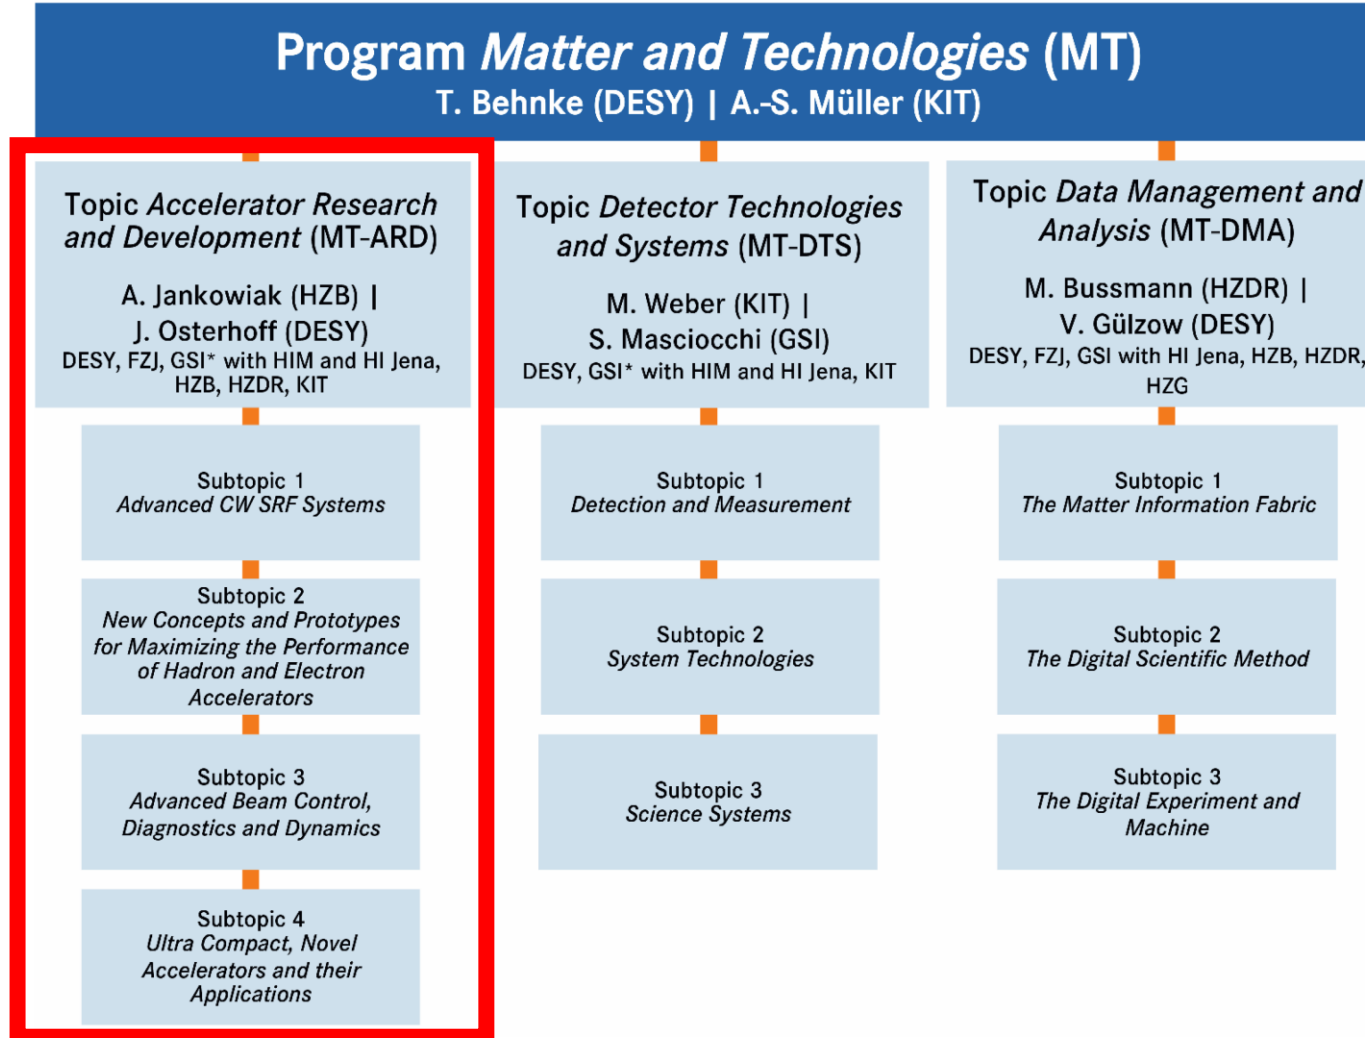 Program Matter and Technologies (MT)
T. Behnke (DESY) | A.-S. Müller (KIT)
Topic Accelerator Research
and Development (MT-ARD)
A. Jankowiak (HZB) |
J. Osterhoff (DESY)
DESY, FZJ, GSI* with HIM and HI Jena,
HZB, HZDR, KIT
Subtopic 1
Advanced CW SRF Systems
Subtopic 2
New Concepts and Prototypes
for Maximizing the Performance
of Hadron and Electron
Accelerators
Subtopic 3
Advanced Beam Control,
Diagnostics and Dynamics
Subtopic 4
Ultra Compact, Novel
Accelerators and their
Applications
Topic Detector Technologies
and Systems (MT-DTS)
M. Weber (KIT) |
S. Masciocchi (GSI)
DESY, GSI* with HIM and HI Jena, KIT
Subtopic 1
Detection and Measurement
Subtopic 2
System Technologies
Subtopic 3
Science Systems
Topic Data Management and
Analysis (MT-DMA)
M. Bussmann (HZDR) |
V. Gülzow (DESY)
DESY, FZJ, GSI with HI Jena, HZB, HZDR,
HZG
Subtopic 1
The Matter Information Fabric
Subtopic 2
The Digital Scientific Method
Subtopic 3
The Digital Experiment and
Machine